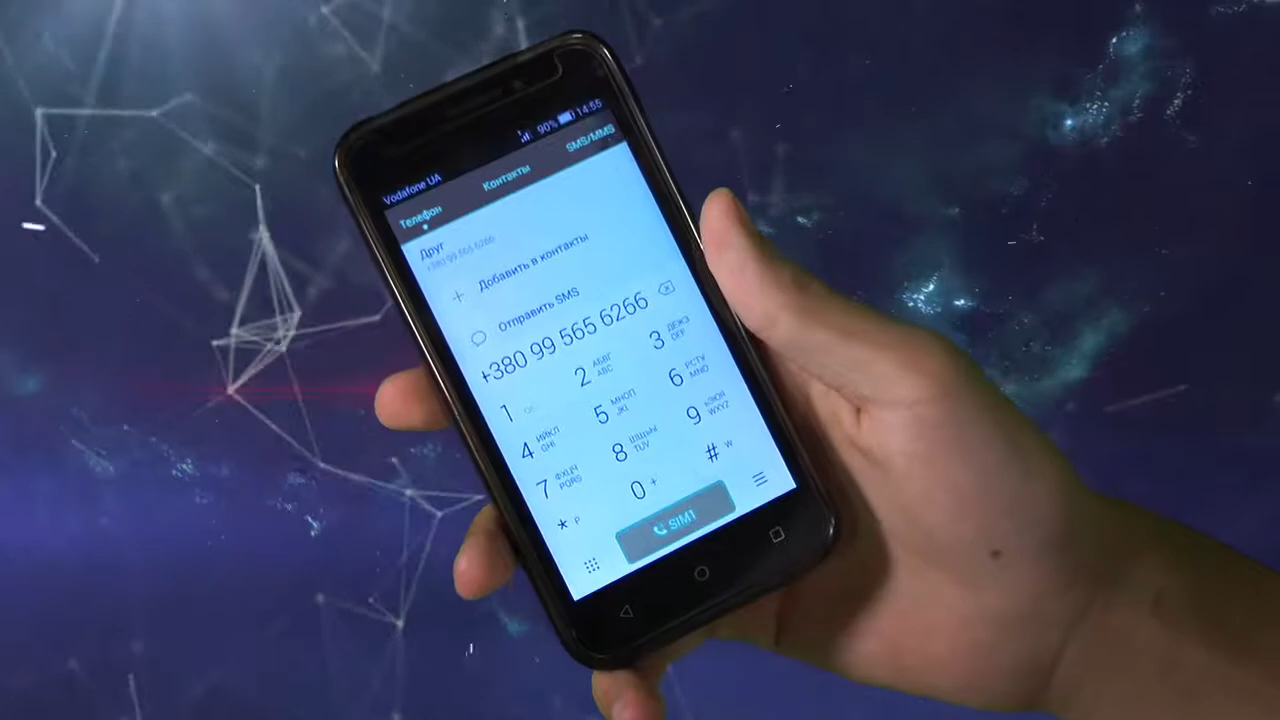 Vodafone UA 90% 14:55
Телефон Контакты SMS/MMS
Друг
+380 99 565 6266
+ Добавить в контакты
Отправить SMS
+380 99 565 6266
1
2 АБВГ ABC
3 ДЕЖЗ DEF
4 ИЙКЛ GHI
5 МНОП JKL
6 РСТУ MNO
7 ФХЦЧ PQRS
8 ШЩЪЫ TUV
9 ЬЭЮЯ WXYZ
* P
0 +
# W
SIM1